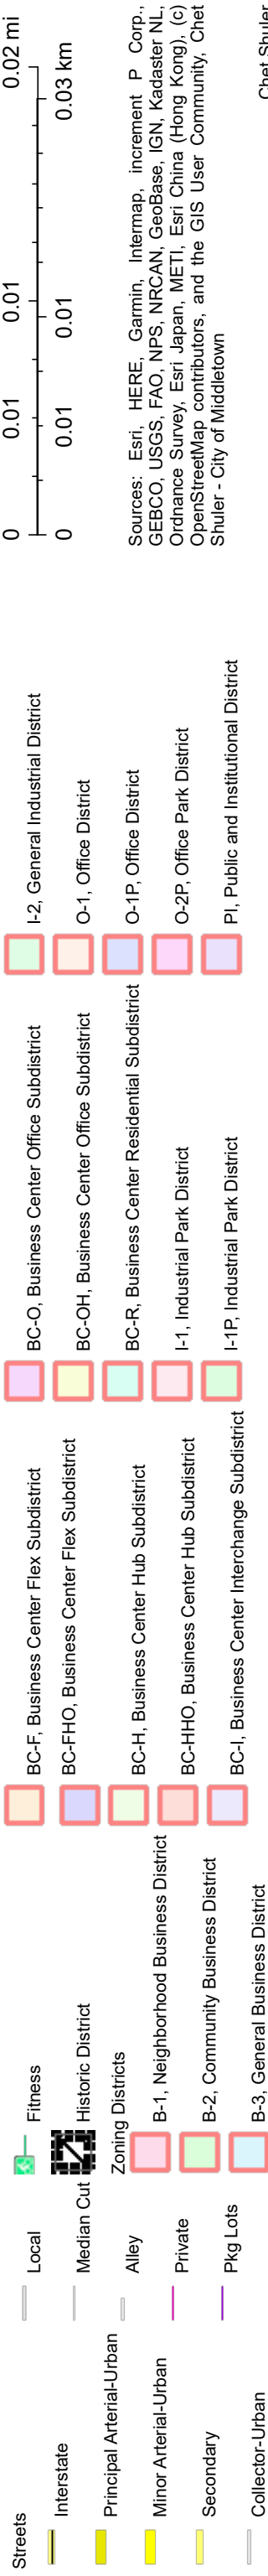 Streets
Interstate
Principal Arterial-Urban
Minor Arterial-Urban
Secondary
Collector-Urban
Local
Median Cut
Alley
Private
Pkg Lots
Fitness
Historic District
Zoning Districts
B-1, Neighborhood Business District
B-2, Community Business District
B-3, General Business District
BC-F, Business Center Flex Subdistrict
BC-FHO, Business Center Flex Subdistrict
BC-H, Business Center Hub Subdistrict
BC-HHO, Business Center Hub Subdistrict
BC-I, Business Center Interchange Subdistrict
BC-O, Business Center Office Subdistrict
BC-OH, Business Center Office Subdistrict
BC-R, Business Center Residential Subdistrict
I-1, Industrial Park District
I-1P, Industrial Park District
I-2, General Industrial District
O-1, Office District
O-1P, Office District
O-2P, Office Park District
PI, Public and Institutional District
0 0.01 0.01 0.02 mi
0 0.01 0.01 0.03 km
Sources: Esri, HERE, Garmin, Intermap, increment P Corp.,
GEBCO, USGS, FAO, NPS, NRCAN, GeoBase, IGN, Kadaster NL,
Ordnance Survey, Esri Japan, METI, Esri China (Hong Kong), (c)
OpenStreetMap contributors, and the GIS User Community, Chet
Shuler - City of Middletown
Chet Shuler